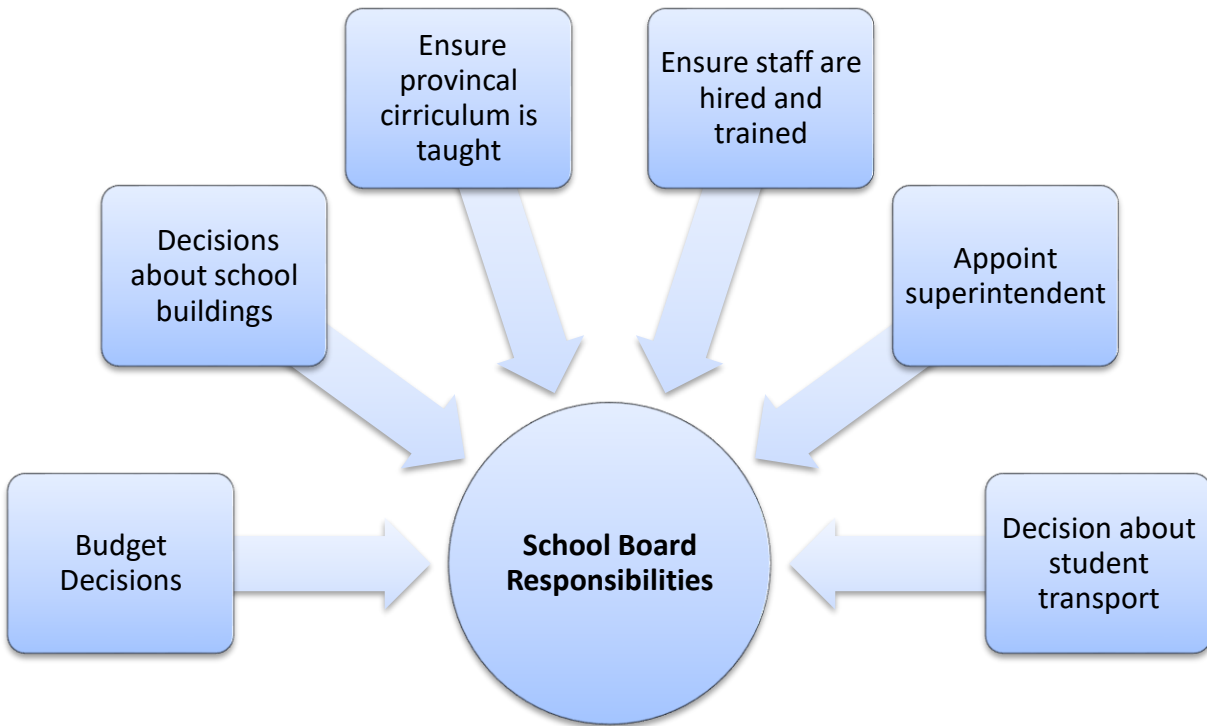 Ensure
provincal
cirriculum is
taught
Ensure staff are
hired and
trained
Decisions
about school
buildings
Appoint
superintendent
Budget
Decisions
School Board
Responsibilities
Decision about
student
transport